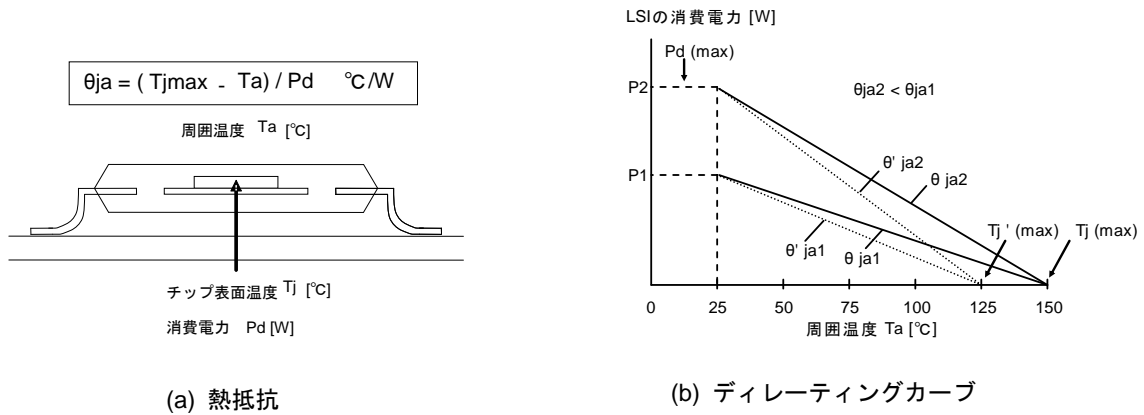 θja = ( Tjmax - Ta) / Pd ℃/W
周囲温度 Ta [℃]
チップ表面温度 Tj [℃]
消費電力 Pd [W]
(a) 熱抵抗
LSIの消費電力 [W]
Pd (max)
P2
θja2 < θja1
θ' ja2
θ ja2
P1
θ' ja1
θ ja1
Tj ' (max)
Tj (max)
0 25 50 75 100 125 150
周囲温度 Ta [℃]
(b) ディレーティングカーブ